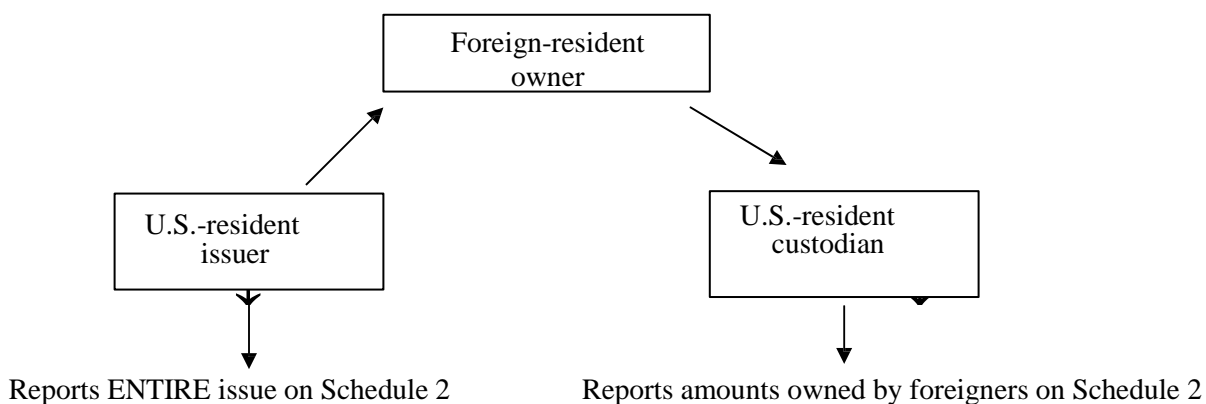 Foreign-resident
owner
U.S.-resident
issuer
U.S.-resident
custodian
Reports ENTIRE issue on Schedule 2
Reports amounts owned by foreigners on Schedule 2